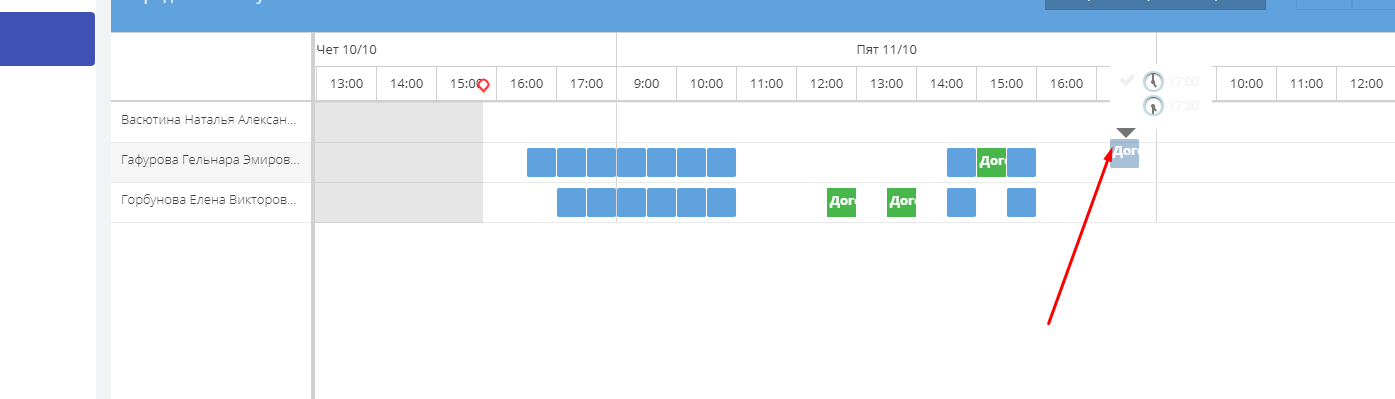 Чет 10/10
Пят 11/10
13:00 14:00 15:00 16:00 17:00 9:00 10:00 11:00 12:00 13:00 14:00 15:00 16:00 17:00 10:00 11:00 12:00
17:30
Васютина Наталья Алексан...
Гафурова Гельнара Эмиров...
Дог
Дого
Горбунова Елена Викторов...
Дого
Дого